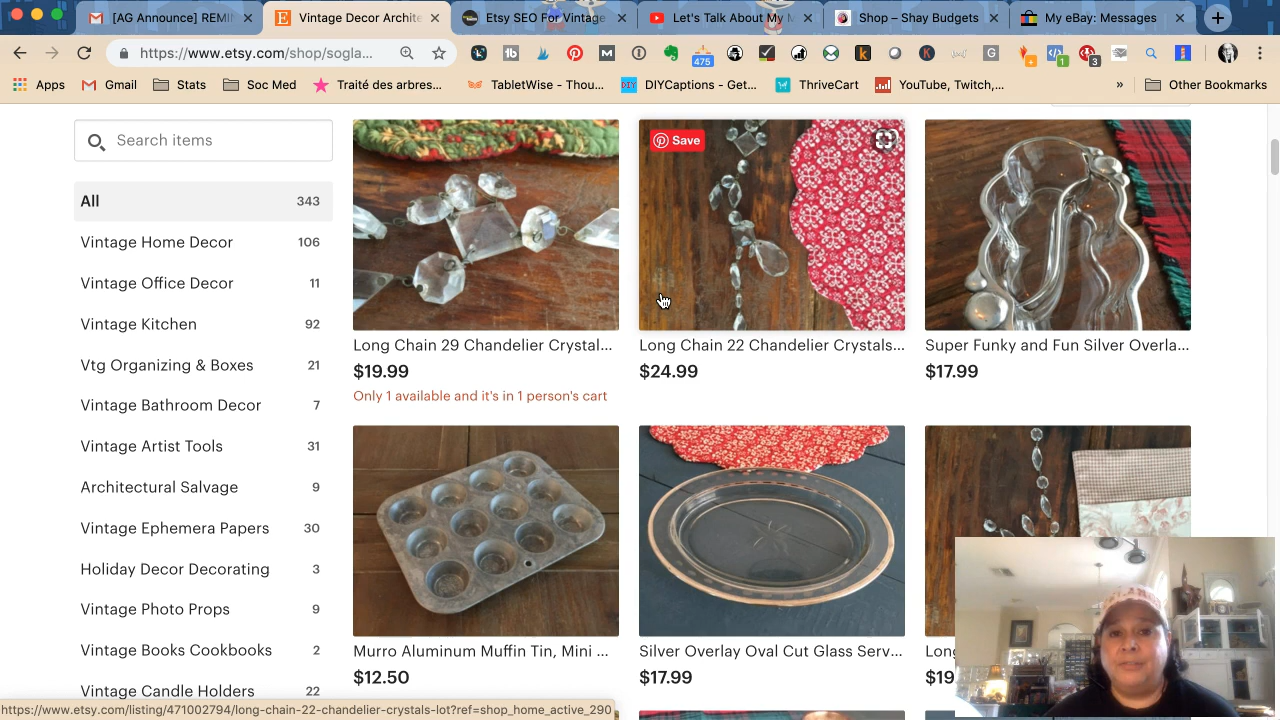 [AG Announce] REMI
Vintage Decor Archite
Etsy SEO For Vintage
Let's Talk About My
Shop – Shay Budgets
My eBay: Messages
https://www.etsy.com/shop/sogla...
475
1
3
Apps
Gmail
Stats
Soc Med
Traité des arbres...
TabletWise - Thou...
DIYCaptions - Get...
ThriveCart
YouTube, Twitch,...
»
Other Bookmarks
Search items
All 343
Vintage Home Decor 106
Vintage Office Decor 11
Vintage Kitchen 92
Vtg Organizing & Boxes 21
Vintage Bathroom Decor 7
Vintage Artist Tools 31
Architectural Salvage 9
Vintage Ephemera Papers 30
Holiday Decor Decorating 3
Vintage Photo Props 9
Vintage Books Cookbooks 2
Vintage Candle Holders 22
Save
Long Chain 29 Chandelier Crystal...
$19.99
Only 1 available and it's in 1 person's cart
Long Chain 22 Chandelier Crystals...
$24.99
Super Funky and Fun Silver Overla...
$17.99
Murro Aluminum Muffin Tin, Mini ...
$12.50
Silver Overlay Oval Cut Glass Serv...
$17.99
https://www.etsy.com/listing/471002794/long-chain-22-chandelier-crystals-lot?ref=shop_home_active_290